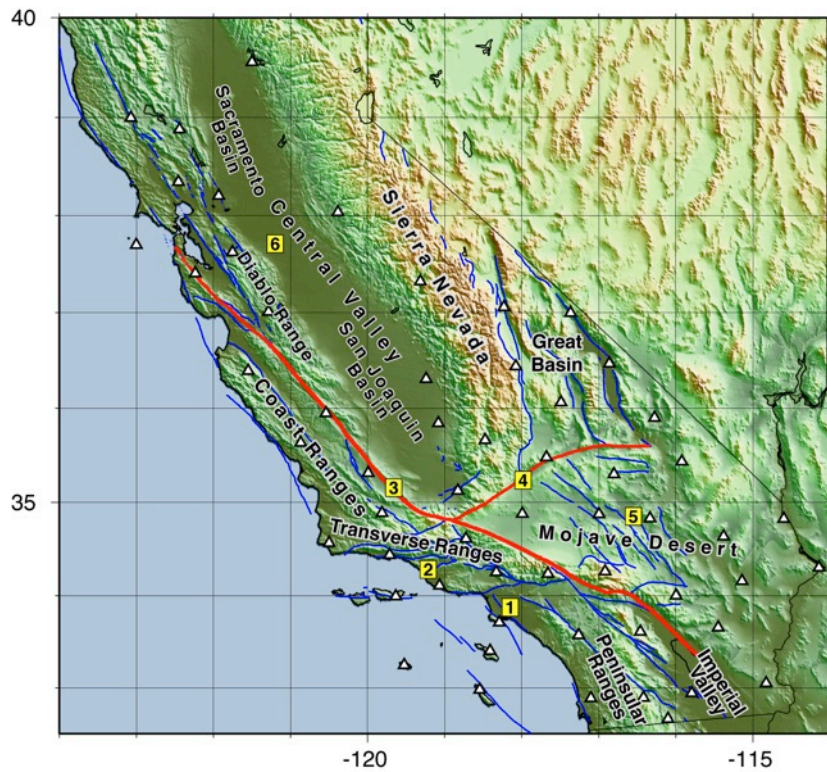 40
Sacramento
Basin
Central Valley
Sierra Nevada
6
Diablo Range
San Joaquin
Basin
Great
Basin
Coast Ranges
3
4
35
5
Mojave Desert
Transverse Ranges
2
1
Peninsular
Ranges
Imperial
Valley
-120
-115